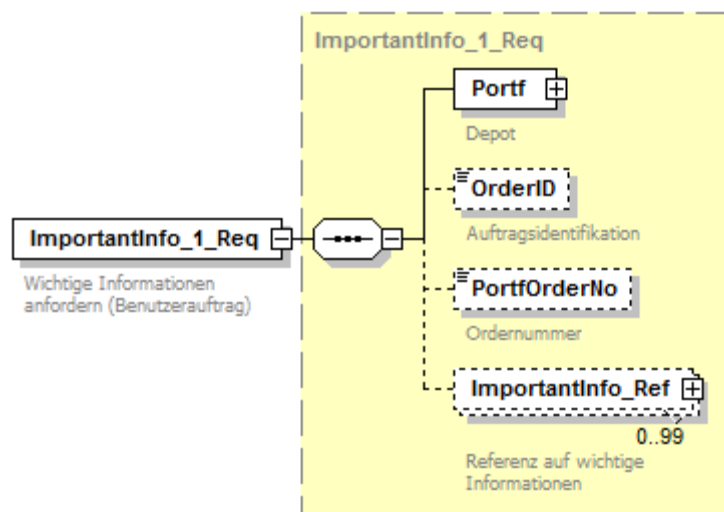 ImportantInfo_1_Req
Portf
Depot
OrderID
Auftragsidentifikation
ImportantInfo_1_Req
Wichtige Informationen
anfordern (Benutzerauftrag)
PortfOrderNo
Ordernummer
ImportantInfo_Ref
0..99
Referenz auf wichtige
Informationen